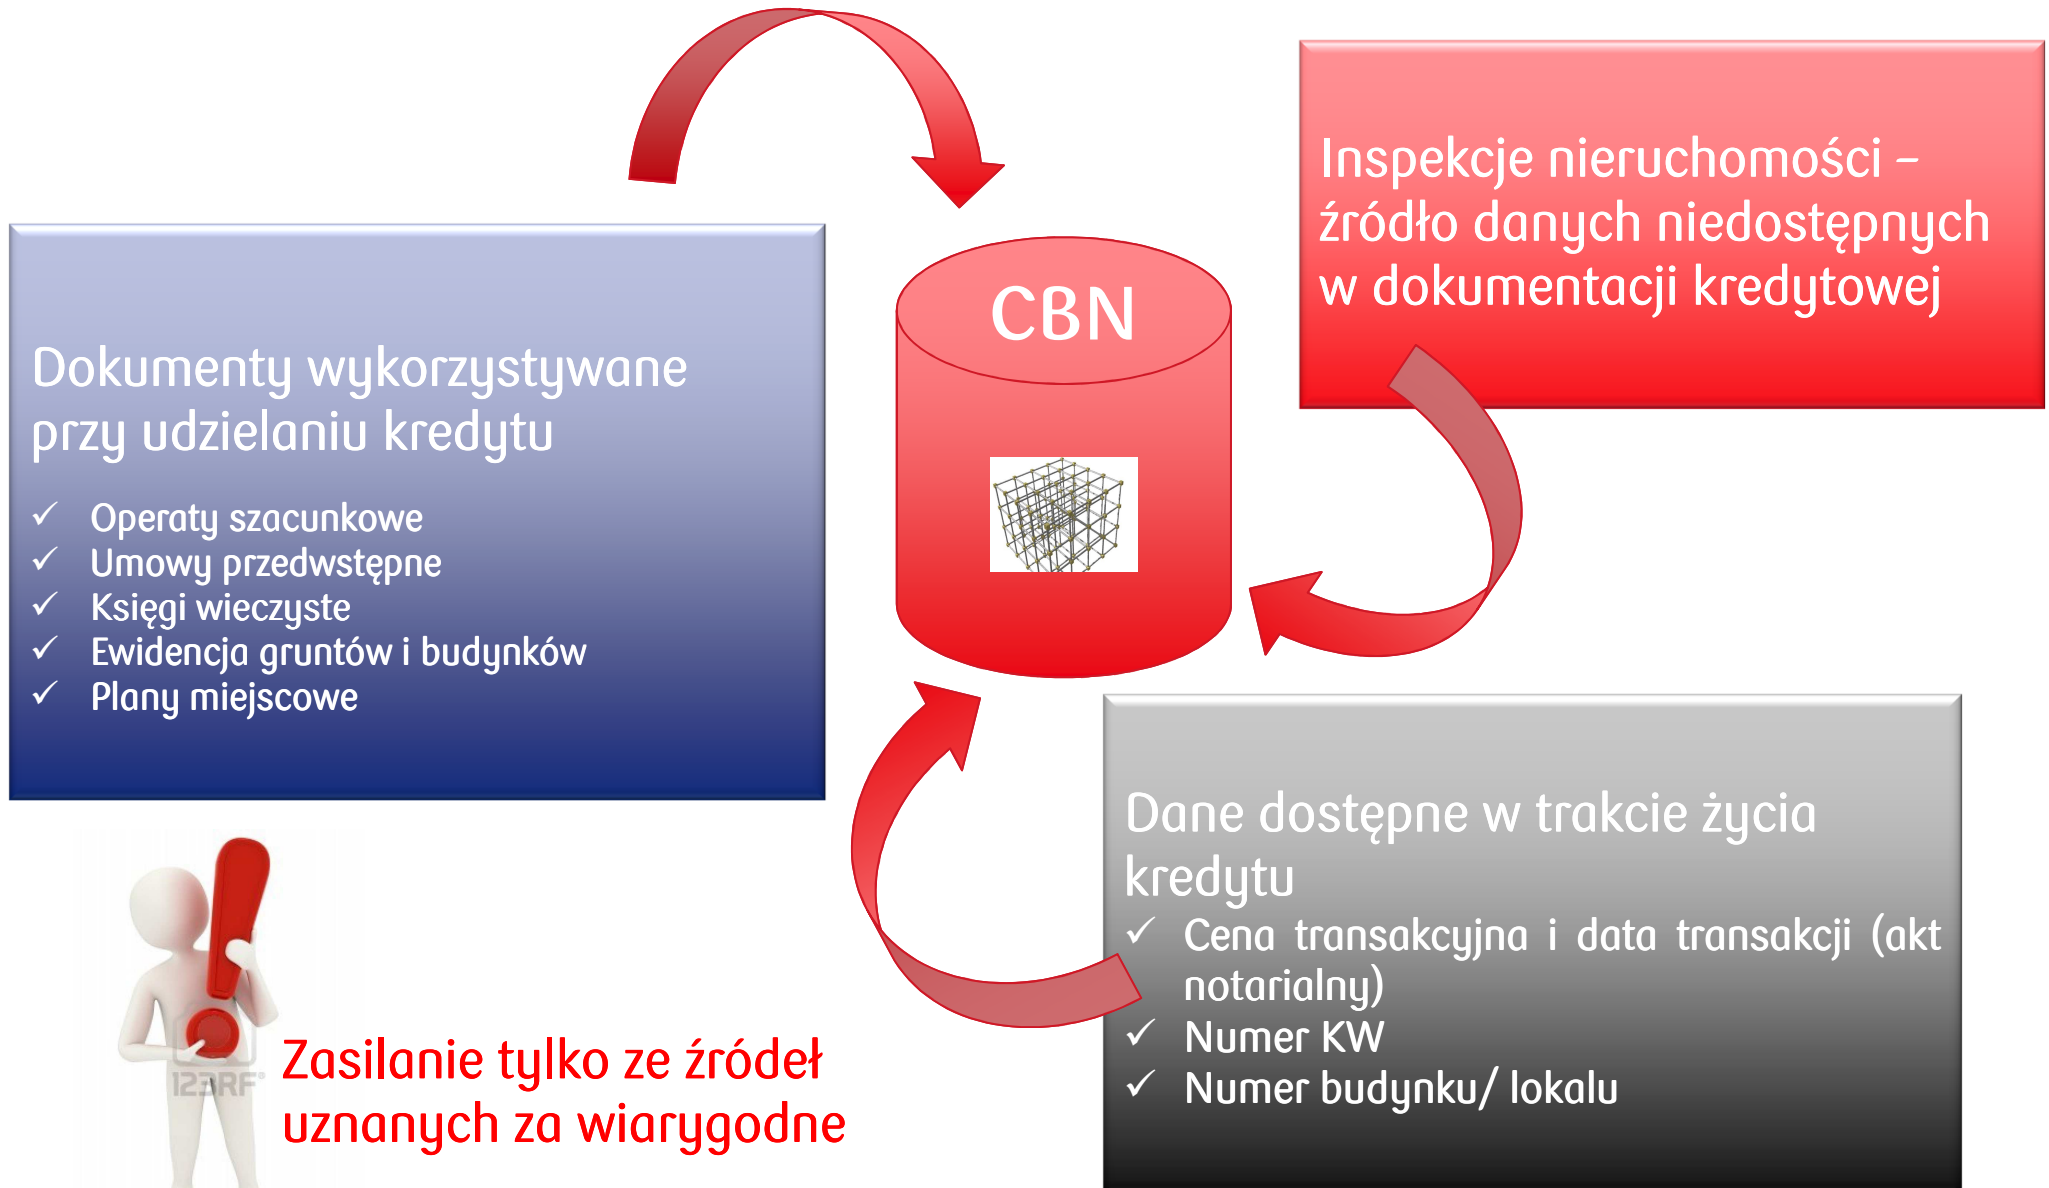 Dokumenty wykorzystywane
przy udzielaniu kredytu
Operaty szacunkowe
Umowy przedwstępne
Księgi wieczyste
Ewidencja gruntów i budynków
Plany miejscowe
CBN
Inspekcje nieruchomości –
źródło danych niedostępnych
w dokumentacji kredytowej
Dane dostępne w trakcie życia
kredytu
Cena transakcyjna i data transakcji (akt
notarialny)
Numer KW
Numer budynku/ lokalu
123RF®
Zasilanie tylko ze źródeł
uznanych za wiarygodne